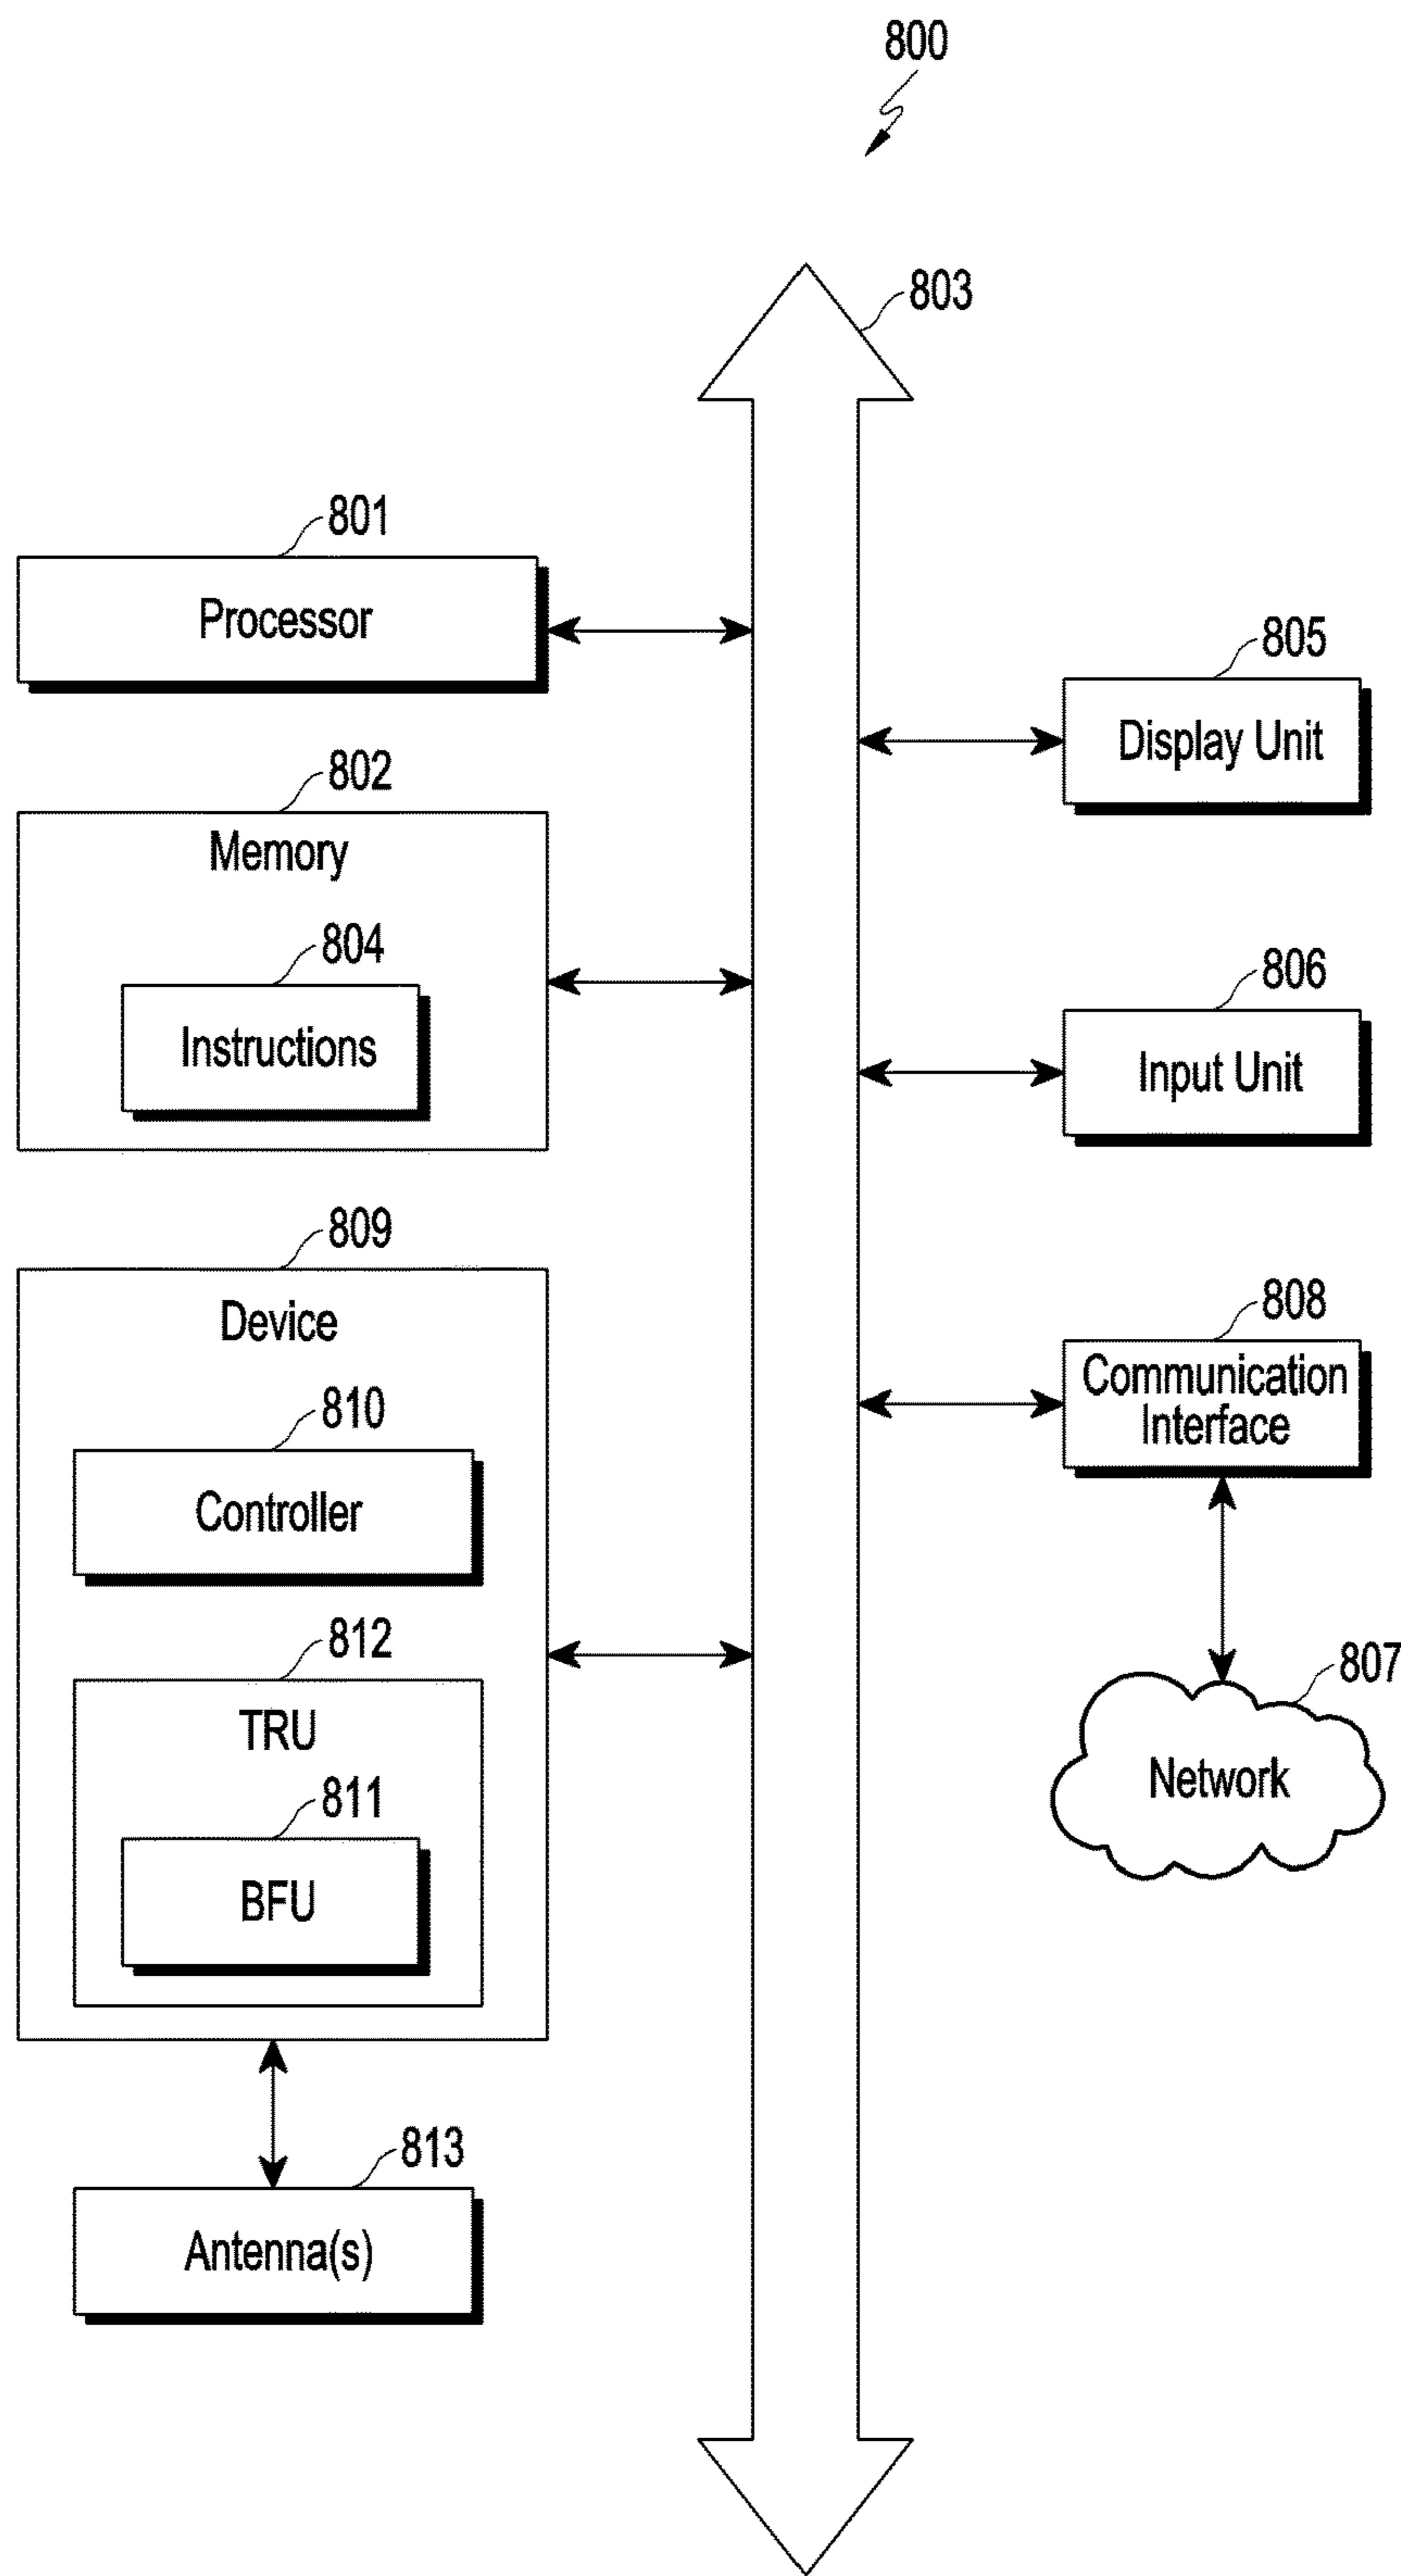 800
803
801
Processor
802
Memory
804
Instructions
809
Device
810
Controller
812
TRU
811
BFU
813
Antenna(s)
805
Display Unit
806
Input Unit
808
Communication
Interface
807
Network